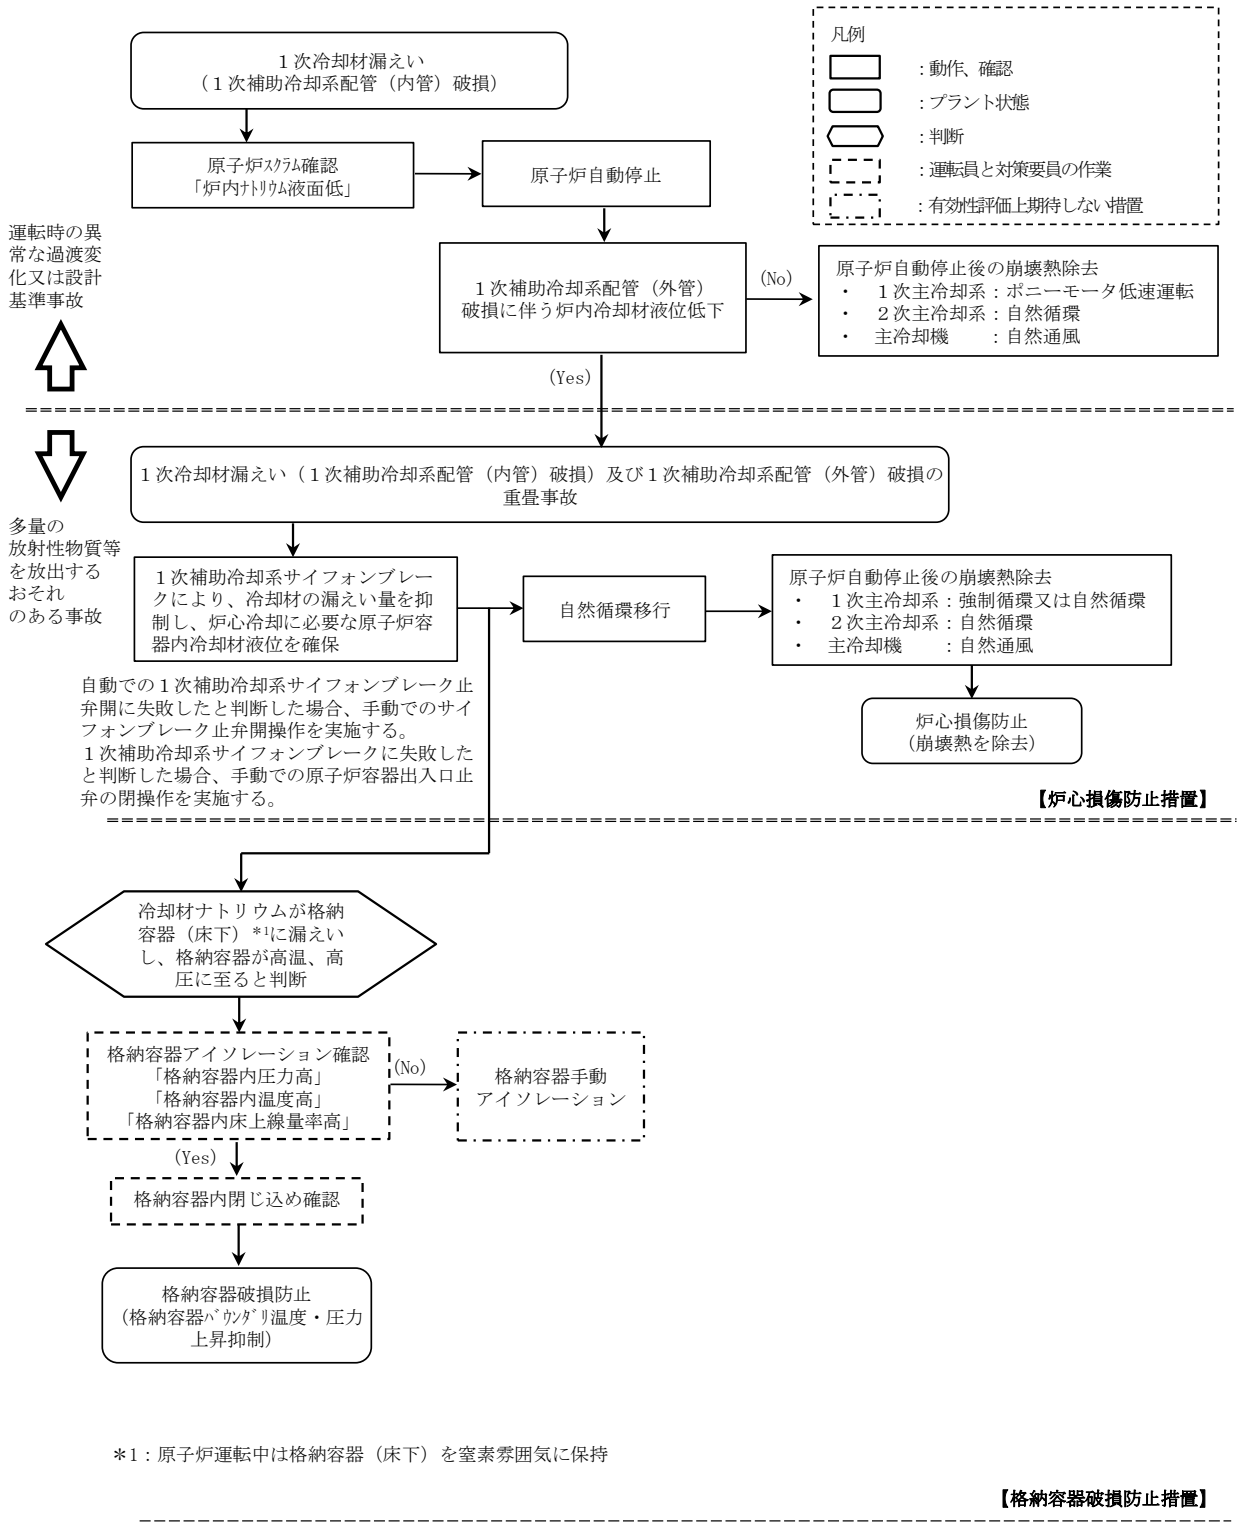 凡例
：動作、確認
：プラント状態
：判断
：運転員と対策要員の作業
：有効性評価上期待しない措置
１次冷却材漏えい
（１次補助冷却系配管（内管）破損）
原子炉ｽｸﾗﾑ確認
「炉内ﾅﾄﾘｳﾑ液面低」
原子炉自動停止
運転時の異
常な過渡変
化又は設計
基準事故
１次補助冷却系配管（外管）
破損に伴う炉内冷却材液位低下
(No)
原子炉自動停止後の崩壊熱除去
・　１次主冷却系：ポニーモータ低速運転
・　２次主冷却系：自然循環
・　主冷却機　　：自然通風
(Yes)
多量の
放射性物質等
を放出する
おそれ
のある事故
１次冷却材漏えい（１次補助冷却系配管（内管）破損）及び１次補助冷却系配管（外管）破損の
重畳事故
１次補助冷却系サイフォンブレー
クにより、冷却材の漏えい量を抑
制し、炉心冷却に必要な原子炉容
器内冷却材液位を確保
自然循環移行
原子炉自動停止後の崩壊熱除去
・　１次主冷却系：強制循環又は自然循環
・　２次主冷却系：自然循環
・　主冷却機　　：自然通風
自動での１次補助冷却系サイフォンブレーク止
弁開に失敗したと判断した場合、手動でのサイ
フォンブレーク止弁開操作を実施する。
１次補助冷却系サイフォンブレークに失敗した
と判断した場合、手動での原子炉容器出入口止
弁の閉操作を実施する。
炉心損傷防止
（崩壊熱を除去）
【炉心損傷防止措置】
冷却材ナトリウムが格納
容器（床下）*1に漏えい
し、格納容器が高温、高
圧に至ると判断
格納容器アイソレーション確認
「格納容器内圧力高」
「格納容器内温度高」
「格納容器内床上線量率高」
(No)
格納容器手動
アイソレーション
(Yes)
格納容器内閉じ込め確認
格納容器破損防止
（格納容器ﾊﾞｳﾝﾀﾞﾘ温度・圧力
上昇抑制）
＊1：原子炉運転中は格納容器（床下）を窒素雰囲気に保持
【格納容器破損防止措置】